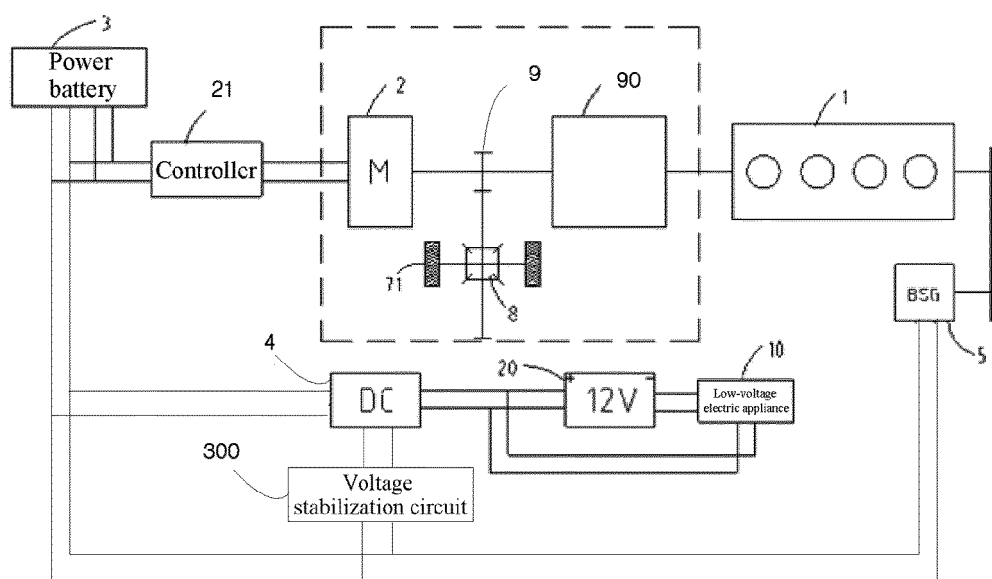 3
Power
battery
21
Controller
2
M
9
90
1
71
8
BSG
5
4
DC
20
+ −
12V
10
Low-voltage
electric appliance
300
Voltage
stabilization circuit